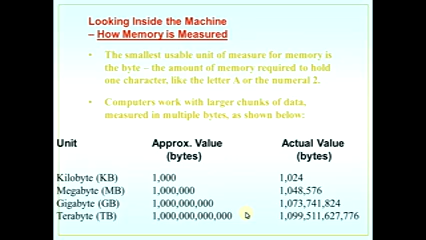 Looking Inside the Machine
– How Memory is Measured
• The smallest usable unit of measure for memory is
the byte – the amount of memory required to hold
one character, like the letter A or the numeral 2.
• Computers work with larger chunks of data,
measured in multiple bytes, as shown below:
Unit Approx. Value Actual Value
(bytes) (bytes)
Kilobyte (KB) 1,000 1,024
Megabyte (MB) 1,000,000 1,048,576
Gigabyte (GB) 1,000,000,000 1,073,741,824
Terabyte (TB) 1,000,000,000,000 1,099,511,627,776